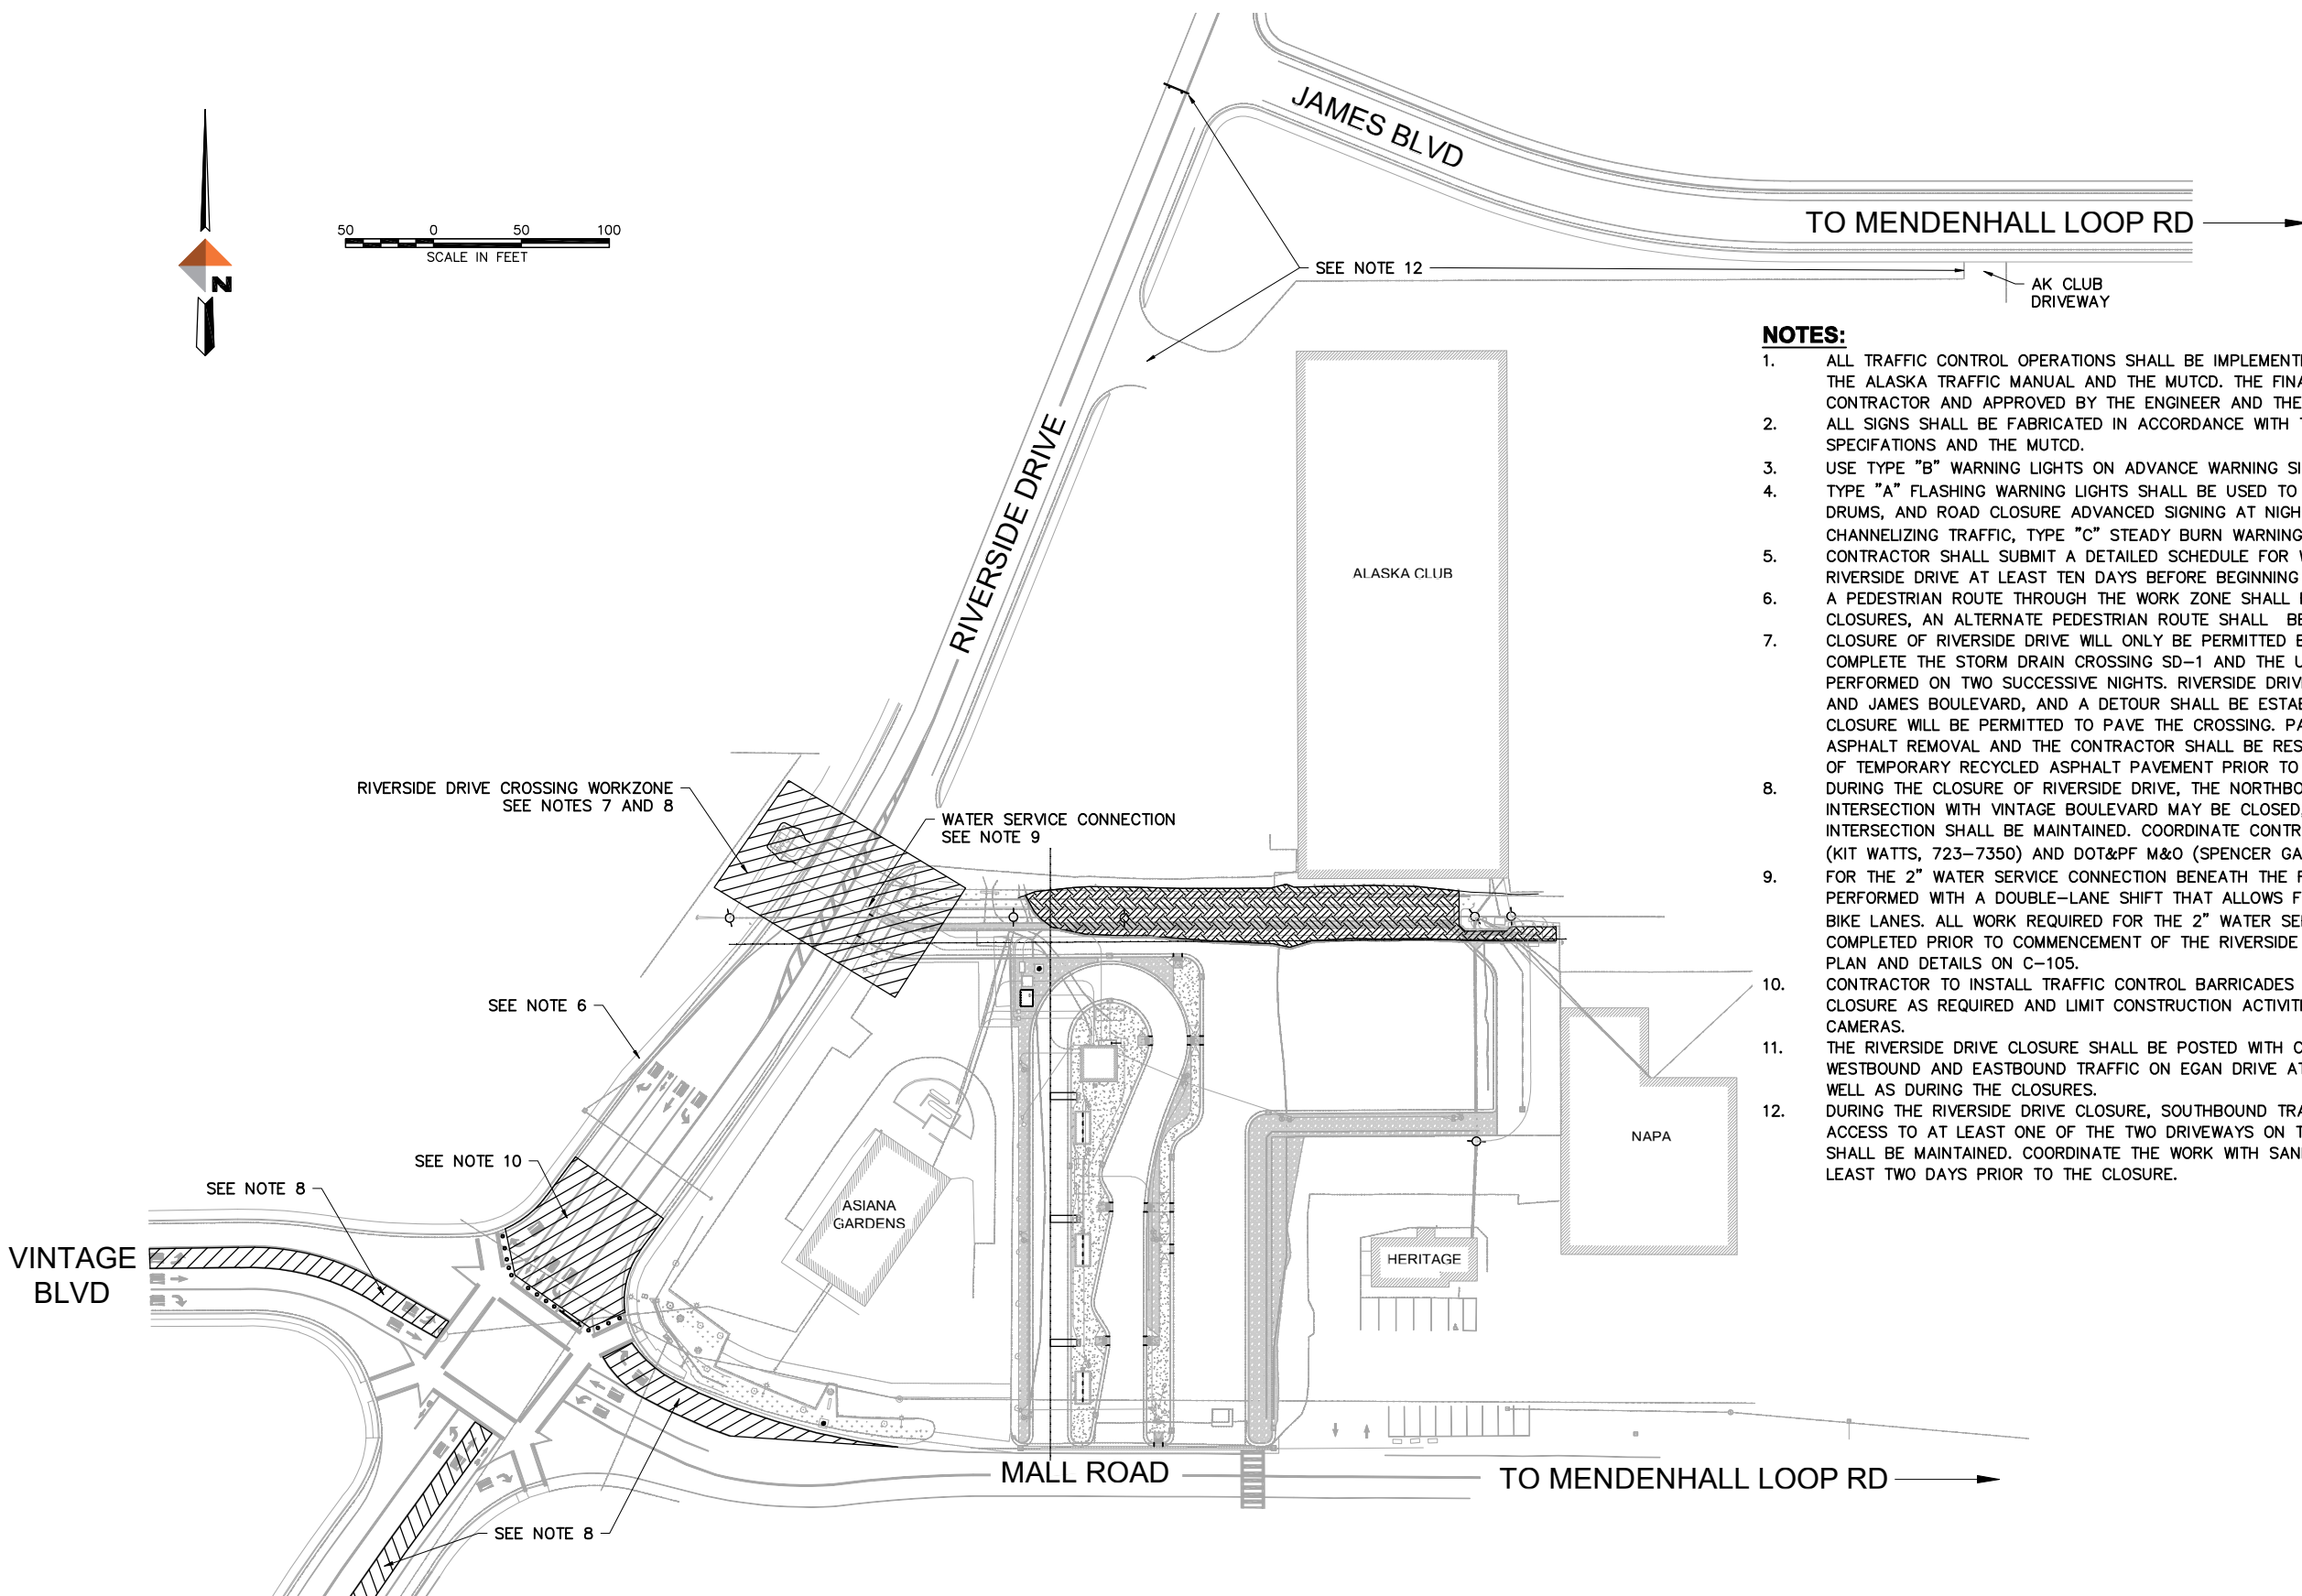 JAMES BLVD
TO MENDENHALL LOOP RD
50 0 50 100
SCALE IN FEET
N
SEE NOTE 12
AK CLUB
DRIVEWAY
RIVERSIDE DRIVE
ALASKA CLUB
RIVERSIDE DRIVE CROSSING WORKZONE
SEE NOTES 7 AND 8
WATER SERVICE CONNECTION
SEE NOTE 9
SEE NOTE 6
SEE NOTE 10
SEE NOTE 8
VINTAGE
BLVD
ASIANA
GARDENS
NAPA
HERITAGE
MALL ROAD
TO MENDENHALL LOOP RD
SEE NOTE 8
NOTES:
1. ALL TRAFFIC CONTROL OPERATIONS SHALL BE
THE ALASKA TRAFFIC MANUAL AND THE MUTCD. THE
CONTRACTOR AND APPROVED BY THE ENGINEER AND THE
2. ALL SIGNS SHALL BE FABRICATED IN ACCORDANCE WITH
SPECIFATIONS AND THE MUTCD.
3. USE TYPE "B" WARNING LIGHTS ON ADVANCE WARNING
4. TYPE "A" FLASHING WARNING LIGHTS SHALL BE USED TO
DRUMS, AND ROAD CLOSURE ADVANCED SIGNING AT
CHANNELIZING TRAFFIC, TYPE "C" STEADY BURN WARNING
5. CONTRACTOR SHALL SUBMIT A DETAILED SCHEDULE FOR
RIVERSIDE DRIVE AT LEAST TEN DAYS BEFORE BEGINNING
6. A PEDESTRIAN ROUTE THROUGH THE WORK ZONE SHALL
CLOSURES, AN ALTERNATE PEDESTRIAN ROUTE SHALL BE
7. CLOSURE OF RIVERSIDE DRIVE WILL ONLY BE PERMITTED
COMPLETE THE STORM DRAIN CROSSING SD-1 AND THE
PERFORMED ON TWO SUCCESSIVE NIGHTS. RIVERSIDE
AND JAMES BOULEVARD, AND A DETOUR SHALL BE
CLOSURE WILL BE PERMITTED TO PAVE THE CROSSING.
ASPHALT REMOVAL AND THE CONTRACTOR SHALL BE
OF TEMPORARY RECYCLED ASPHALT PAVEMENT PRIOR TO
8. DURING THE CLOSURE OF RIVERSIDE DRIVE, THE
INTERSECTION WITH VINTAGE BOULEVARD MAY BE CLOSED,
INTERSECTION SHALL BE MAINTAINED. COORDINATE
(KIT WATTS, 723-7350) AND DOT&PF M&O (SPENCER
9. FOR THE 2" WATER SERVICE CONNECTION BENEATH THE
PERFORMED WITH A DOUBLE-LANE SHIFT THAT ALLOWS
BIKE LANES. ALL WORK REQUIRED FOR THE 2" WATER
COMPLETED PRIOR TO COMMENCEMENT OF THE RIVERSIDE
PLAN AND DETAILS ON C-105.
10. CONTRACTOR TO INSTALL TRAFFIC CONTROL BARRICADES
CLOSURE AS REQUIRED AND LIMIT CONSTRUCTION
CAMERAS.
11. THE RIVERSIDE DRIVE CLOSURE SHALL BE POSTED WITH
WESTBOUND AND EASTBOUND TRAFFIC ON EGAN DRIVE
WELL AS DURING THE CLOSURES.
12. DURING THE RIVERSIDE DRIVE CLOSURE, SOUTHBOUND
ACCESS TO AT LEAST ONE OF THE TWO DRIVEWAYS ON
SHALL BE MAINTAINED. COORDINATE THE WORK WITH
LEAST TWO DAYS PRIOR TO THE CLOSURE.